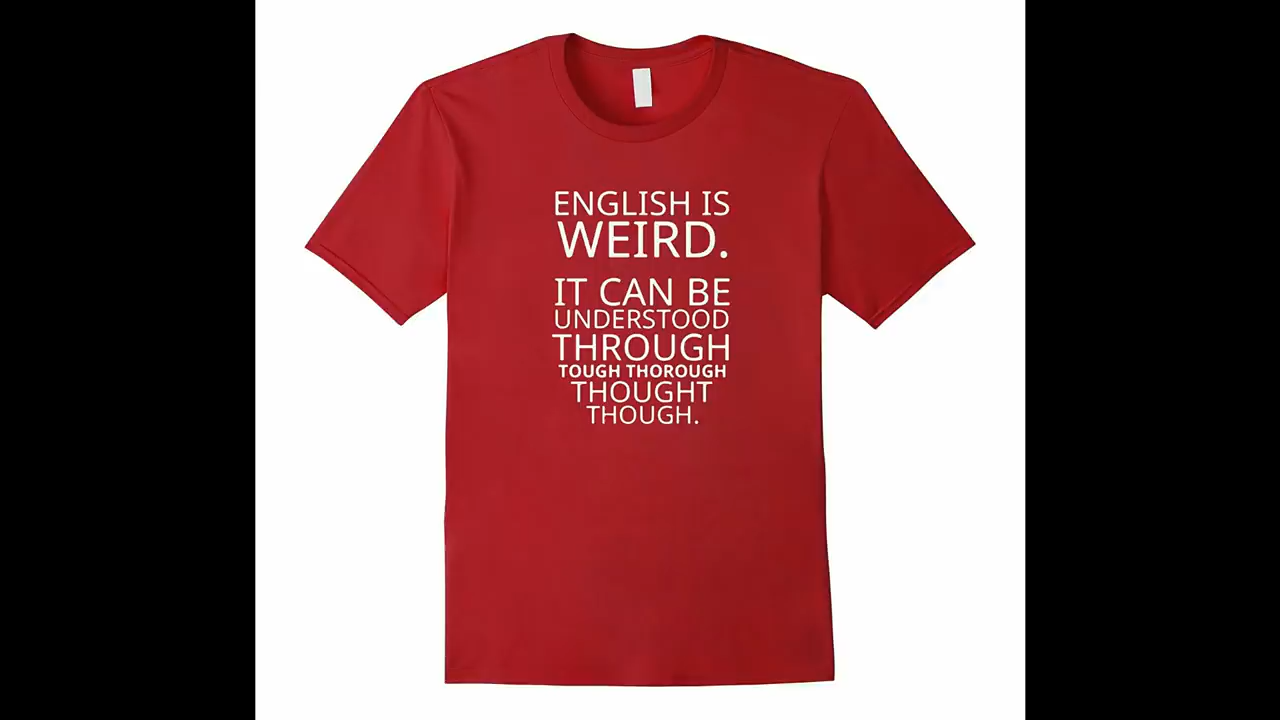 ENGLISH IS
WEIRD.
IT CAN BE
UNDERSTOOD
THROUGH
TOUGH THOROUGH
THOUGHT
THOUGH.